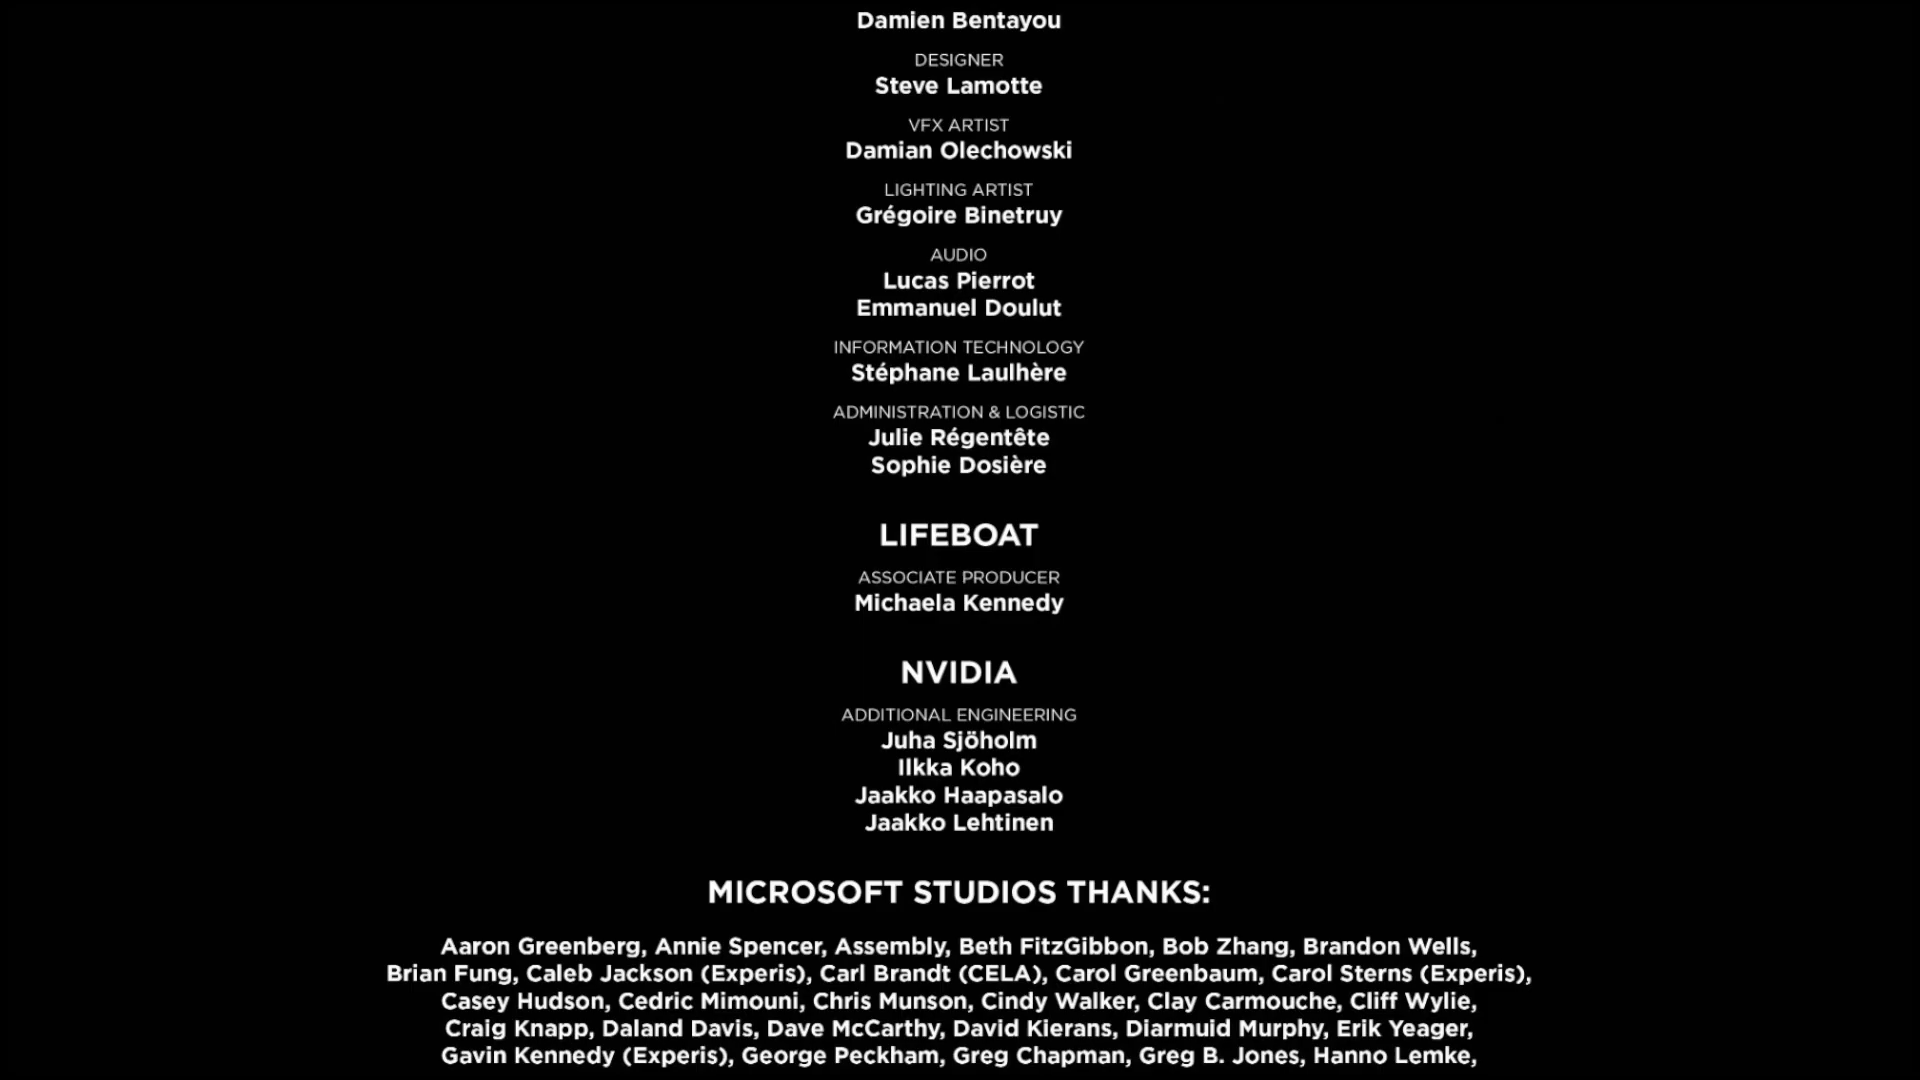 Damien Bentayou
DESIGNER
Steve Lamotte
VFX ARTIST
Damian Olechowski
LIGHTING ARTIST
Grégoire Binetruy
AUDIO
Lucas Pierrot
Emmanuel Doulut
INFORMATION TECHNOLOGY
Stéphane Laulhère
ADMINISTRATION & LOGISTIC
Julie Régentête
Sophie Dosière
LIFEBOAT
ASSOCIATE PRODUCER
Michaela Kennedy
NVIDIA
ADDITIONAL ENGINEERING
Juha Sjöholm
Ilkka Koho
Jaakko Haapasalo
Jaakko Lehtinen
MICROSOFT STUDIOS THANKS:
Aaron Greenberg, Annie Spencer, Assembly, Beth FitzGibbon, Bob Zhang, Brandon Wells,
Brian Fung, Caleb Jackson (Experis), Carl Brandt (CELA), Carol Greenbaum, Carol Sterns (Experis),
Casey Hudson, Cedric Mimouni, Chris Munson, Cindy Walker, Clay Carmouche, Cliff Wylie,
Craig Knapp, Daland Davis, Dave McCarthy, David Kierans, Diarmuid Murphy, Erik Yeager,
Gavin Kennedy (Experis), George Peckham, Greg Chapman, Greg B. Jones, Hanno Lemke,